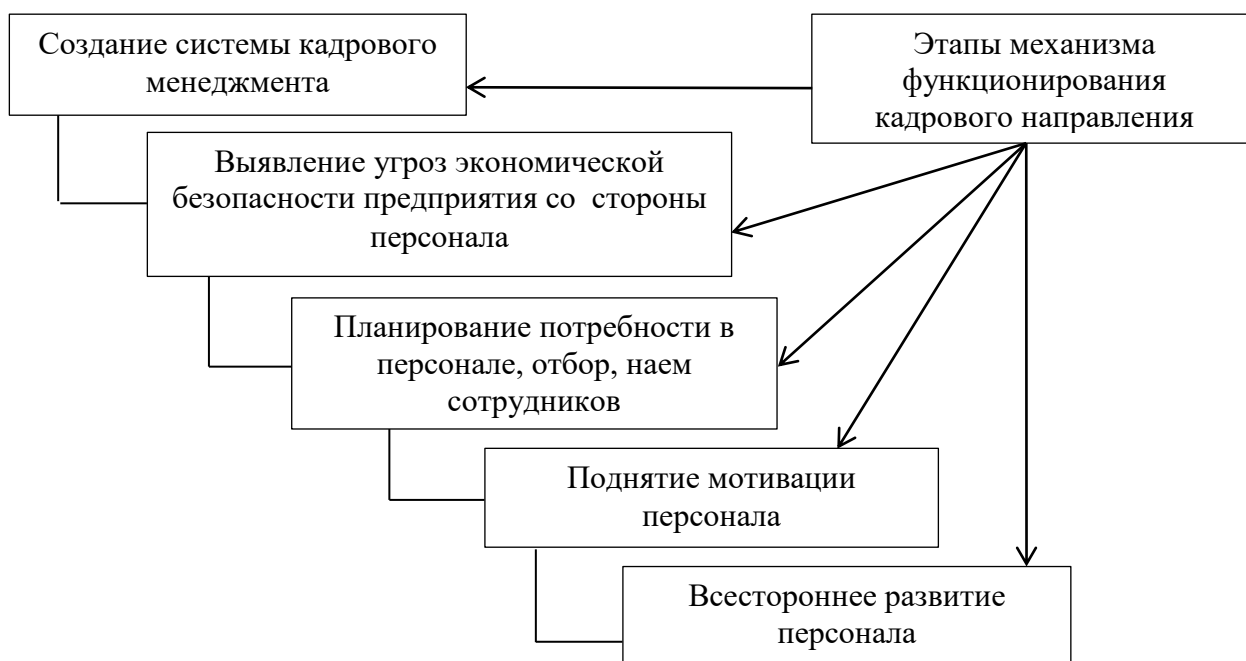 Создание системы кадрового
менеджмента
Этапы механизма
функционирования
кадрового направления
Выявление угроз экономической
безопасности предприятия со стороны
персонала
Планирование потребности в
персонале, отбор, наем
сотрудников
Поднятие мотивации
персонала
Всестороннее развитие
персонала